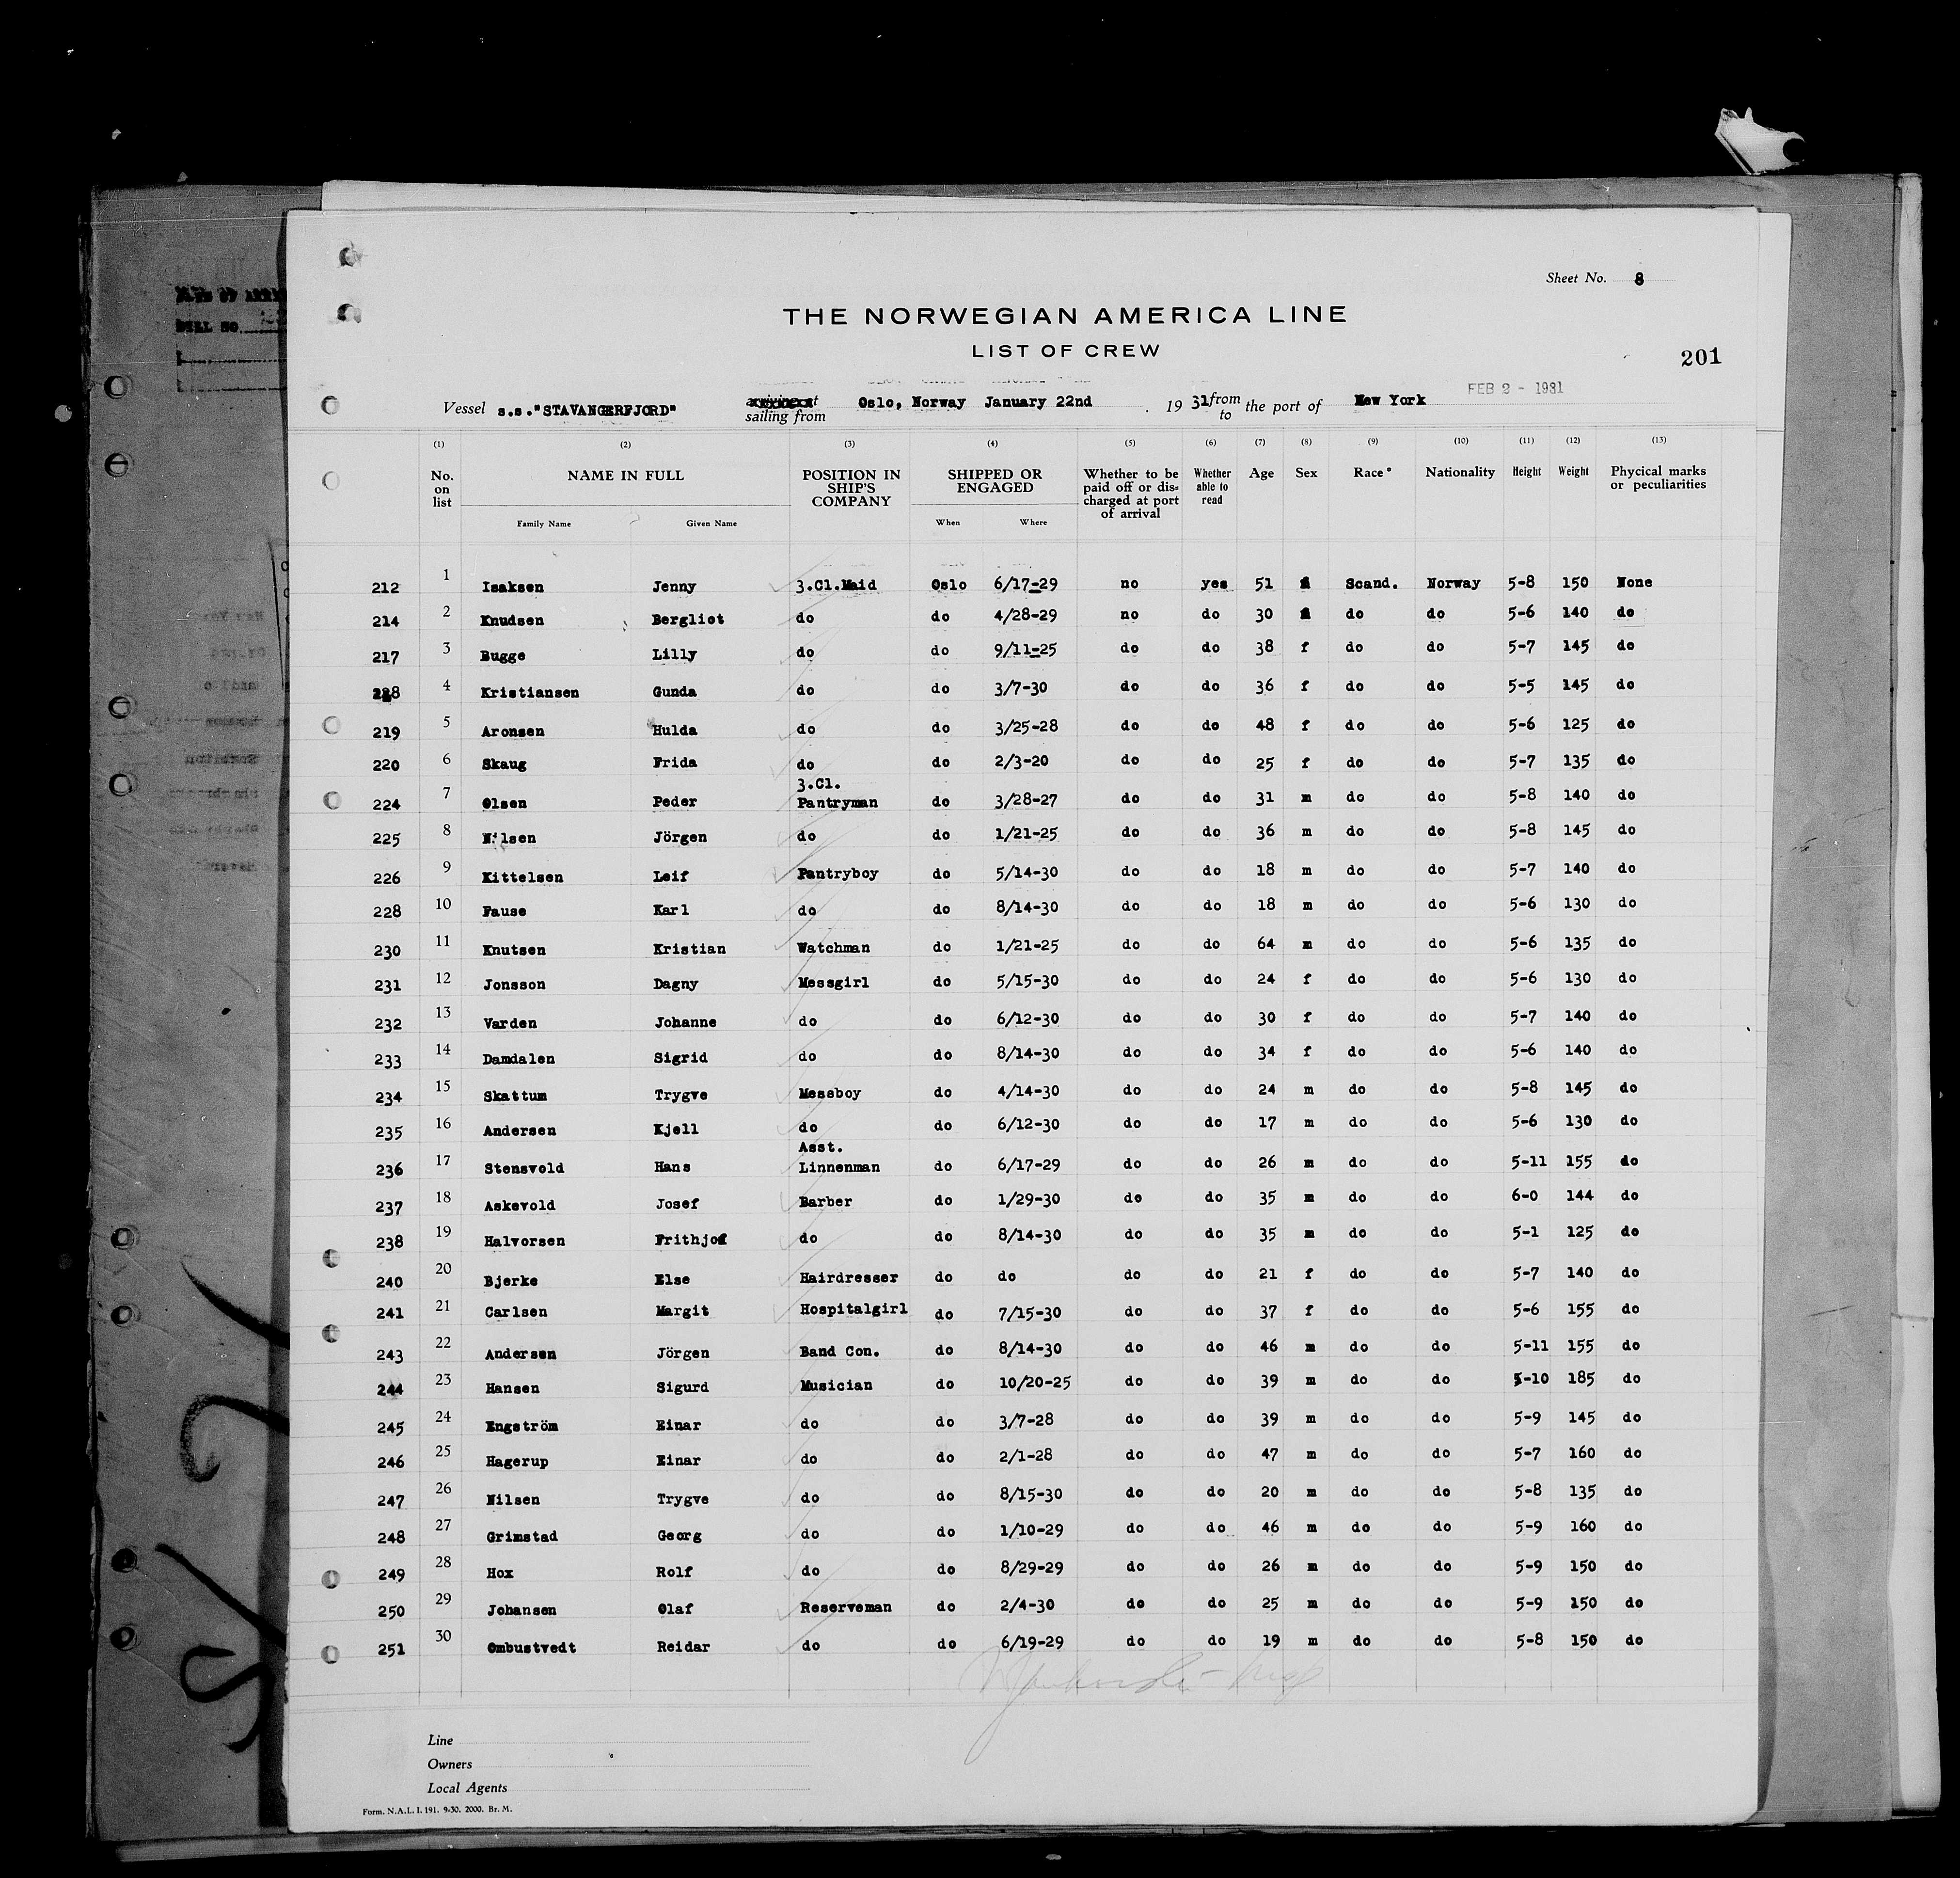 Sheet No. 8
THE NORWEGIAN AMERICA LINE
LIST OF CREW
201
Vessel s.s."STAVANGERFJORD" sailing from Oslo, Norway January 22nd . 19 31 from to the port of New York FEB 2 - 1931
(1) (2) (3) (4) (5) (6) (7) (8) (9) (10) (11) (12) (13)
No. on list NAME IN FULL POSITION IN SHIP'S COMPANY SHIPPED OR ENGAGED Whether to be paid off or dis=charged at port of arrival Whether able to read Age Sex Race* Nationality Height Weight Phycical marks or peculiarities
Family Name Given Name When Where
212 1 Isaksen Jenny 3.Cl.Maid Oslo 6/17-29 no yes 51 f Scand. Norway 5-8 150 None
214 2 Knudsen Bergliot do do 4/28-29 no do 30 f do do 5-6 140 do
217 3 Bugge Lilly do do 9/11-25 do do 38 f do do 5-7 145 do
4 Kristiansen Gunda do do 3/7-30 do do 36 f do do 5-5 145 do
219 5 Aronsen Hulda do do 3/25-28 do do 48 f do do 5-6 125 do
220 6 Skaug Frida do do 2/3-20 do do 25 f do do 5-7 135 do
3.Cl.
224 7 Olsen Peder Pantryman do 3/28-27 do do 31 m do do 5-8 140 do
225 8 Nilsen Jörgen do do 1/21-25 do do 36 m do do 5-8 145 do
226 9 Kittelsen Leif Pantryboy do 5/14-30 do do 18 m do do 5-7 140 do
228 10 Fause Karl do do 8/14-30 do do 18 m do do 5-6 130 do
230 11 Knutsen Kristian Watchman do 1/21-25 do do 64 m do do 5-6 135 do
231 12 Jonsson Dagny Messgirl do 5/15-30 do do 24 f do do 5-6 130 do
232 13 Varden Johanne do do 6/12-30 do do 30 f do do 5-7 140 do
233 14 Damdalen Sigrid do do 8/14-30 do do 34 f do do 5-6 140 do
234 15 Skattum Trygve Messboy do 4/14-30 do do 24 m do do 5-8 145 do
235 16 Andersen Kjell do do 6/12-30 do do 17 m do do 5-6 130 do
Asst.
236 17 Stensvold Hans Linnenman do 6/17-29 do do 26 m do do 5-11 155 do
237 18 Askevold Josef Barber do 1/29-30 do do 35 m do do 6-0 144 do
238 19 Halvorsen Frithjof do do 8/14-30 do do 35 m do do 5-1 125 do
240 20 Bjerke Else Hairdresser do do do do 21 f do do 5-7 140 do
241 21 Carlsen Margit Hospitalgirl do 7/15-30 do do 37 f do do 5-6 155 do
243 22 Andersen Jörgen Band Con. do 8/14-30 do do 46 m do do 5-11 155 do
244 23 Hansen Sigurd Musician do 10/20-25 do do 39 m do do 5-10 185 do
245 24 Engström Einar do do 3/7-28 do do 39 m do do 5-9 145 do
246 25 Hagerup Einar do do 2/1-28 do do 47 m do do 5-7 160 do
247 26 Nilsen Trygve do do 8/15-30 do do 20 m do do 5-8 135 do
248 27 Grimstad Georg do do 1/10-29 do do 46 m do do 5-9 160 do
249 28 Hox Rolf do do 8/29-29 do do 26 m do do 5-9 150 do
250 29 Johansen Olaf Reserveman do 2/4-30 do do 25 m do do 5-9 150 do
251 30 Ombustvedt Reidar do do 6/19-29 do do 19 m do do 5-8 150 do
Line
Owners
Local Agents
Form. N.A.L. I. 191. 9-30. 2000. Br. M.